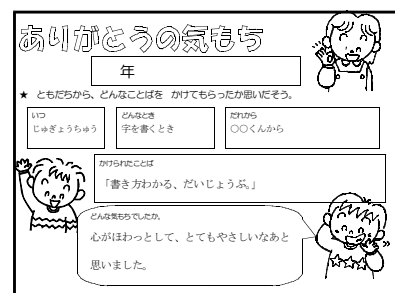 ありがとうの気もち
年
★ ともだちから、どんなことばを かけてもらったか思いだそう。
いつ
じゅぎょうちゅう
どんなとき
字を書くとき
だれから
○○くんから
かけられたことば
「書き方わかる、だいじょうぶ。」
どんな気もちでしたか。
心がほわっとして、とてもやさしいなあと
思いました。